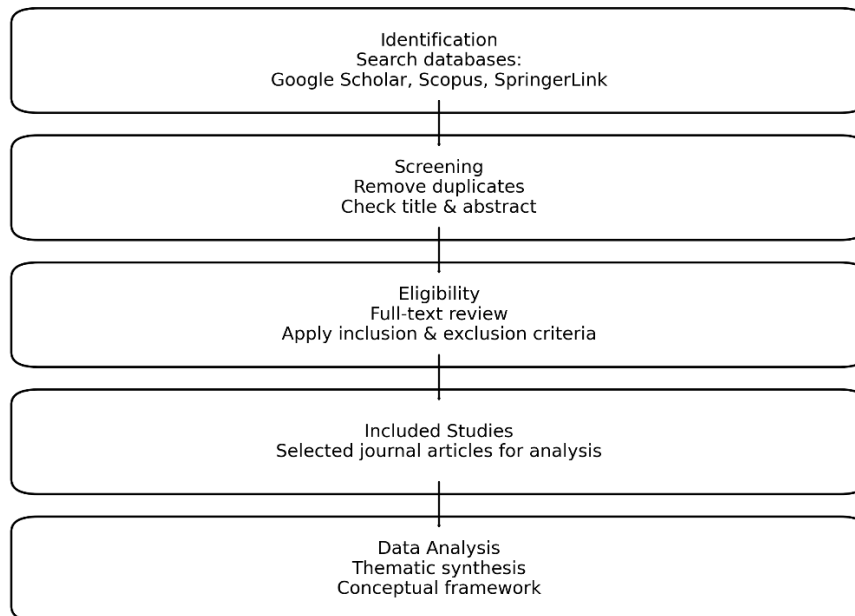 Identification
Search databases:
Google Scholar, Scopus, SpringerLink
Screening
Remove duplicates
Check title & abstract
Eligibility
Full-text review
Apply inclusion & exclusion criteria
Included Studies
Selected journal articles for analysis
Data Analysis
Thematic synthesis
Conceptual framework